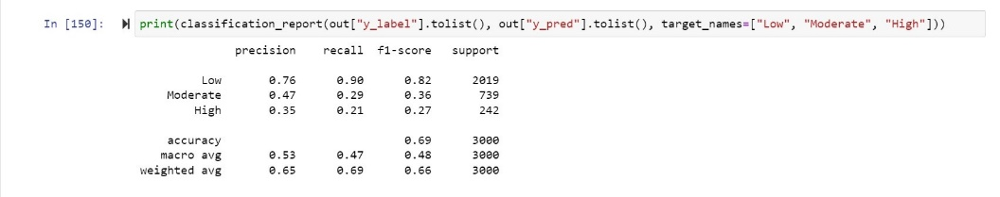 In [150]: print(classification_report(out["y_label"].tolist(), out["y_pred"].tolist(), target_names=["Low", "Moderate", "High"]))
precision recall f1-score support
Low 0.76 0.90 0.82 2019
Moderate 0.47 0.29 0.36 739
High 0.35 0.21 0.27 242
accuracy 0.69 3000
macro avg 0.53 0.47 0.48 3000
weighted avg 0.65 0.69 0.66 3000